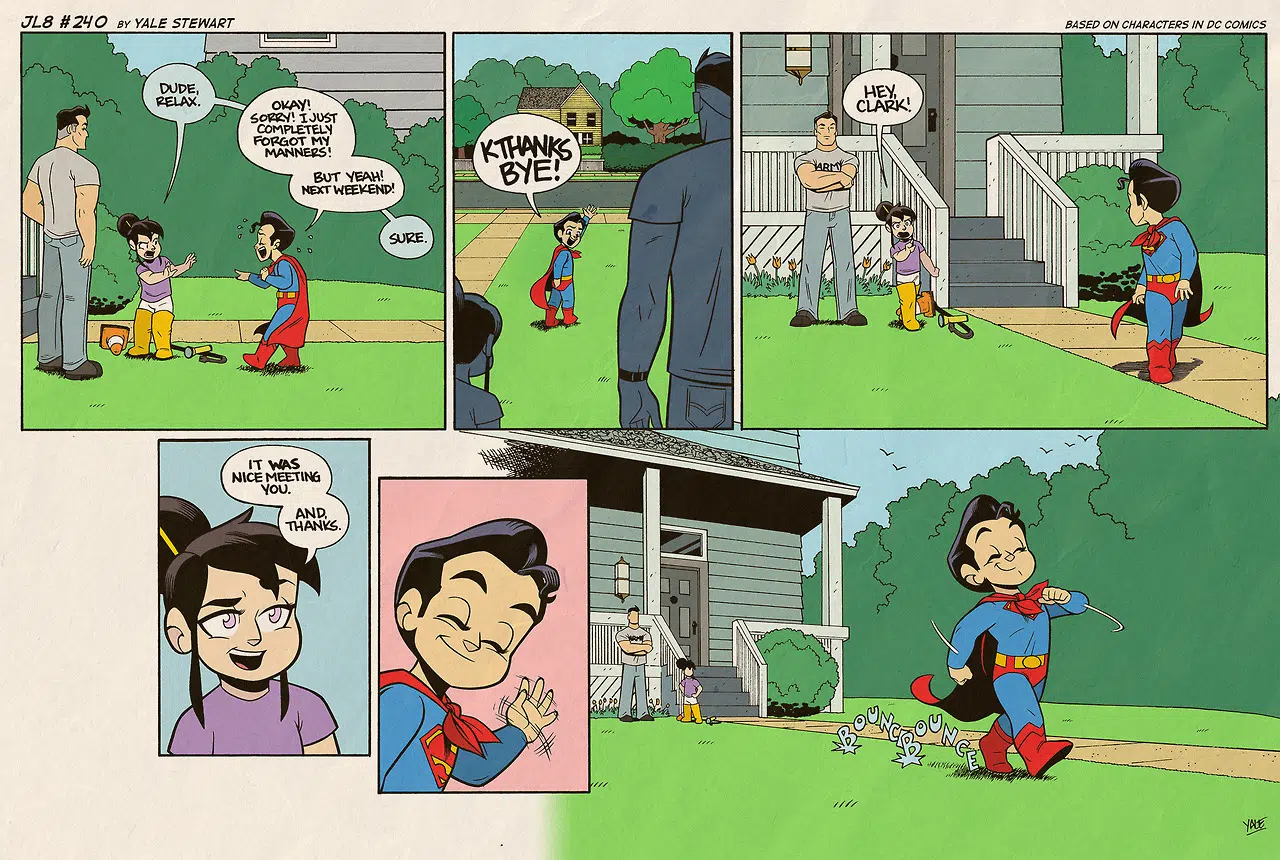 JL8 #240 BY YALE STEWART
BASED ON CHARACTERS IN DC COMICS
DUDE,
RELAX.
OKAY!
SORRY! I JUST
COMPLETELY
FORGOT MY
MANNERS!
BUT YEAH!
NEXT WEEKEND!
SURE.
KTHANKS
BYE!
HEY,
CLARK!
ARMY
IT WAS
NICE MEETING
YOU.
AND,
THANKS.
ARMY
BOUNCE
BOUNCE
YALE